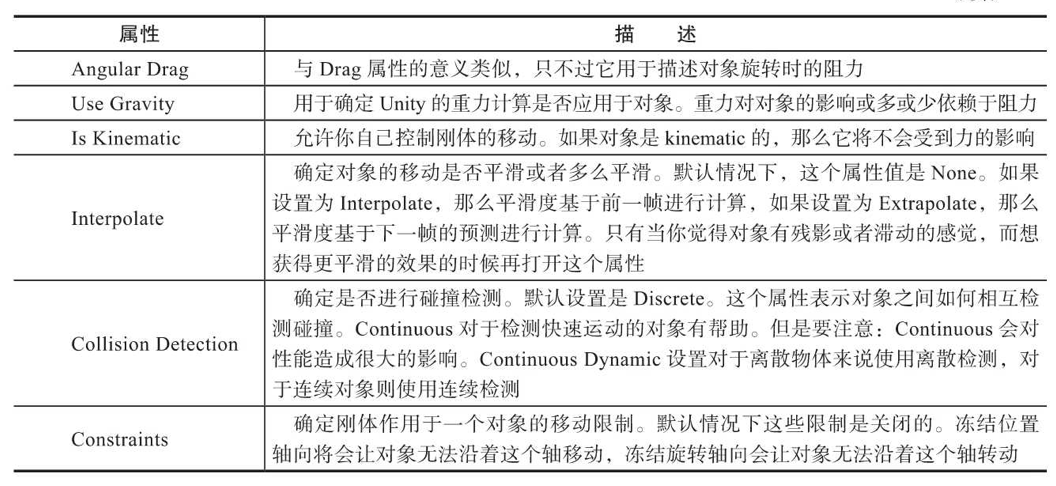 属性 描 述
Angular Drag 与 Drag 属性的意义类似，只不过它用于描述对象旋转时的阻力
Use Gravity 用于确定 Unity 的重力计算是否应用于对象。重力对对象的影响或多或少依赖于阻力
Is Kinematic 允许你自己控制刚体的移动。如果对象是 kinematic 的，那么它将不会受到力的影响
确定对象的移动是否平滑或者多么平滑。默认情况下，这个属性值是 None。如果
Interpolate 设置为 Interpolate，那么平滑度基于前一帧进行计算，如果设置为 Extrapolate，那么
平滑度基于下一帧的预测进行计算。只有当你觉得对象有残影或者滞动的感觉，而想
获得更平滑的效果的时候再打开这个属性
确定是否进行碰撞检测。默认设置是 Discrete。这个属性表示对象之间如何相互检
Collision Detection 测碰撞。Continuous 对于检测快速运动的对象有帮助。但是要注意：Continuous 会对
性能造成很大的影响。Continuous Dynamic 设置对于离散物体来说使用离散检测，对
于连续对象则使用连续检测
Constraints 确定刚体作用于一个对象的移动限制。默认情况下这些限制是关闭的。冻结位置
轴向将会让对象无法沿着这个轴移动，冻结旋转轴向会让对象无法沿着这个轴转动